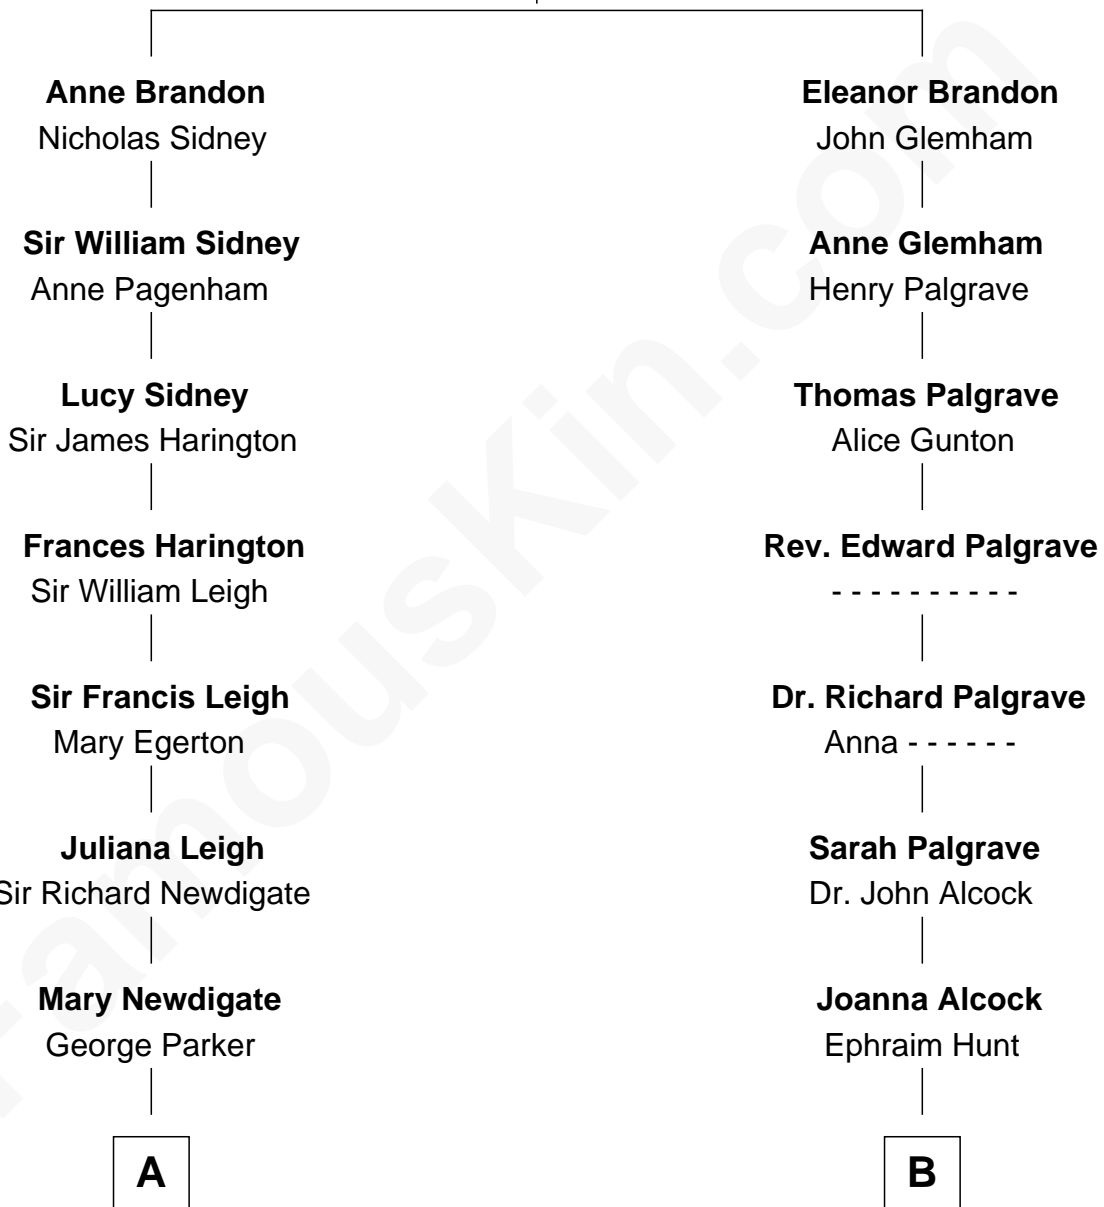 Anne Brandon
Nicholas Sidney
Sir William Sidney
Anne Pagenham
Lucy Sidney
Sir James Harington
Frances Harington
Sir William Leigh
Sir Francis Leigh
Mary Egerton
Juliana Leigh
Sir Richard Newdigate
Mary Newdigate
George Parker
A
Eleanor Brandon
John Glemham
Anne Glemham
Henry Palgrave
Thomas Palgrave
Alice Gunton
Rev. Edward Palgrave
- - - - - - - - - -
Dr. Richard Palgrave
Anna - - - - - -
Sarah Palgrave
Dr. John Alcock
Joanna Alcock
Ephraim Hunt
B
FamousKin.com